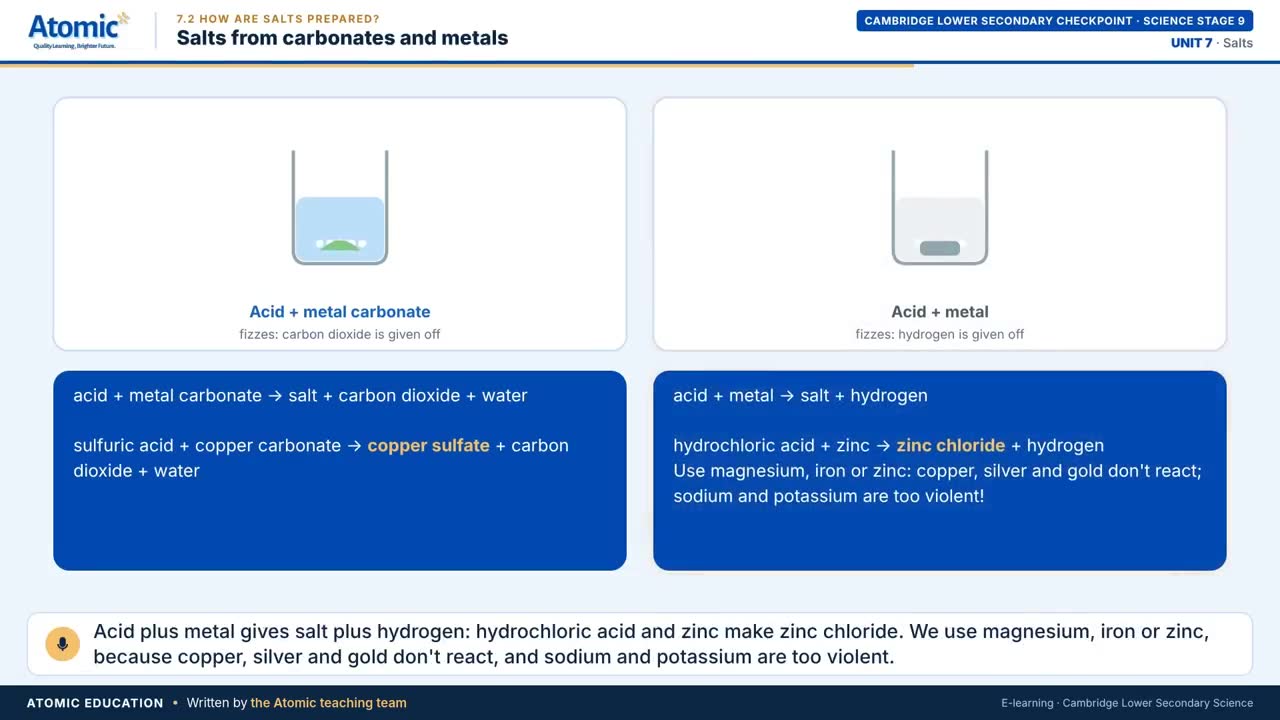 Atomic
Quality Learning, Brighter Future.
7.2 HOW ARE SALTS PREPARED?
Salts from carbonates and metals
CAMBRIDGE LOWER SECONDARY CHECKPOINT · SCIENCE STAGE 9
UNIT 7 · Salts
Acid + metal carbonate
fizzes: carbon dioxide is given off
Acid + metal
fizzes: hydrogen is given off
acid + metal carbonate → salt + carbon dioxide + water
sulfuric acid + copper carbonate → copper sulfate + carbon
dioxide + water
acid + metal → salt + hydrogen
hydrochloric acid + zinc → zinc chloride + hydrogen
Use magnesium, iron or zinc: copper, silver and gold don't react;
sodium and potassium are too violent!
Acid plus metal gives salt plus hydrogen: hydrochloric acid and zinc make zinc chloride. We use magnesium, iron or zinc,
because copper, silver and gold don't react, and sodium and potassium are too violent.
ATOMIC EDUCATION • Written by the Atomic teaching team
E-learning · Cambridge Lower Secondary Science